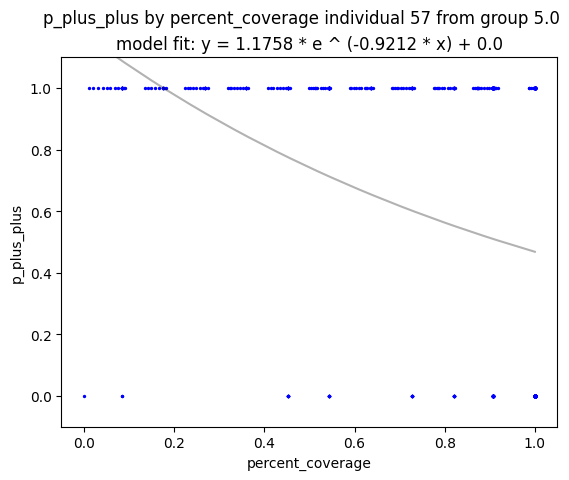 p_plus_plus by percent_coverage individual 57 from group 5.0
model fit: y = 1.1758 * e ^ (-0.9212 * x) + 0.0
1.0
0.8
0.6
0.4
0.2
0.0
p_plus_plus
0.0 0.2 0.4 0.6 0.8 1.0
percent_coverage